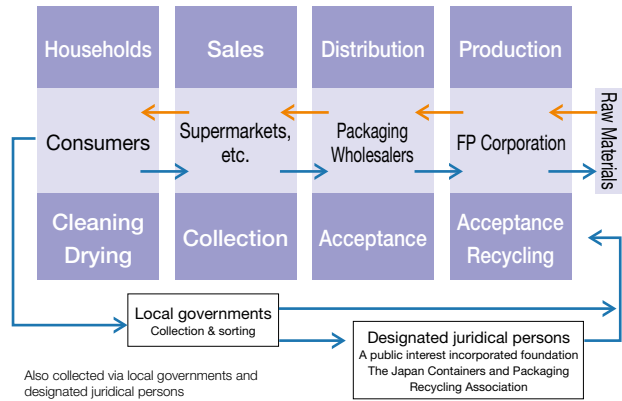 Households
Sales
Distribution
Production
Consumers
Supermarkets,
etc.
Packaging
Wholesalers
FP Corporation
Raw Materials
Cleaning
Drying
Collection
Acceptance
Acceptance
Recycling
Local governments
Collection & sorting
Designated juridical persons
A public interest incorporated foundation
The Japan Containers and Packaging
Recycling Association
Also collected via local governments and
designated juridical persons